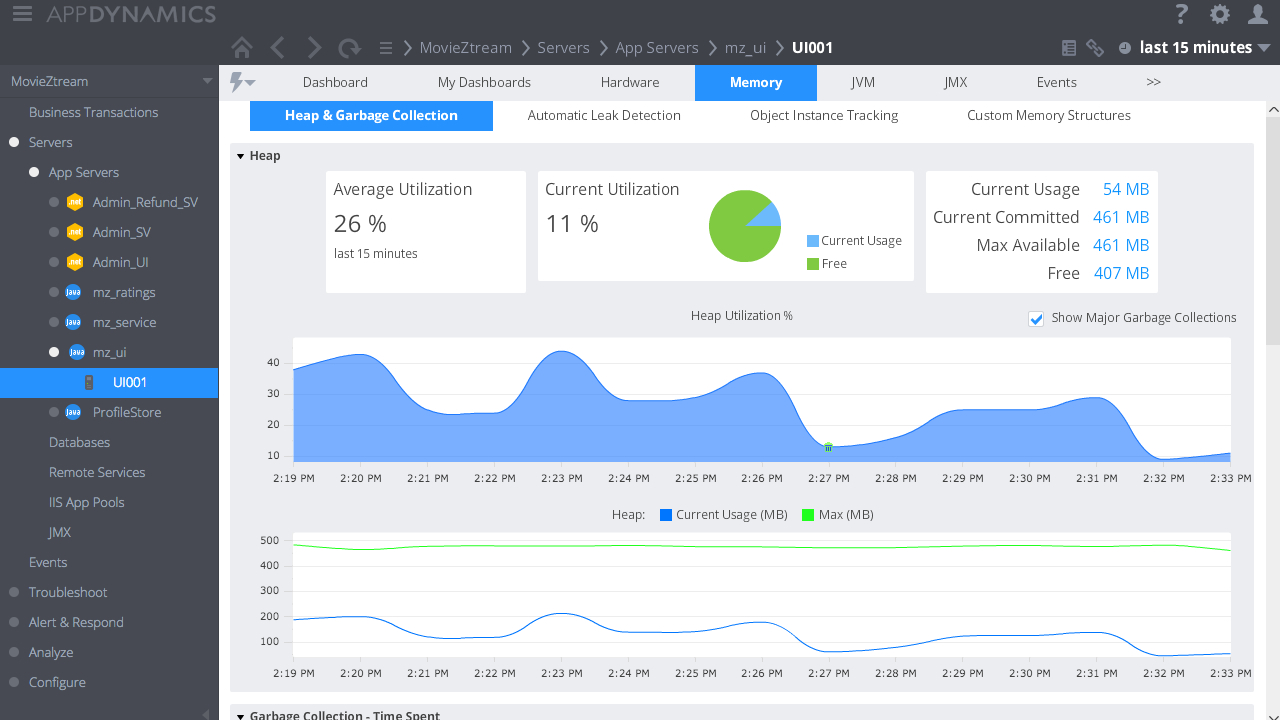 APPDYNAMICS
MovieZtream Servers App Servers mz_ui UI001 last 15 minutes
MovieZtream
Business Transactions
Servers
App Servers
.net Admin_Refund_SV
.net Admin_SV
.net Admin_UI
Java mz_ratings
Java mz_service
Java mz_ui
UI001
Java ProfileStore
Databases
Remote Services
IIS App Pools
JMX
Events
Troubleshoot
Alert & Respond
Analyze
Configure
Dashboard My Dashboards Hardware Memory JVM JMX Events >>
Heap & Garbage Collection Automatic Leak Detection Object Instance Tracking Custom Memory Structures
Heap
Average Utilization
26 %
last 15 minutes
Current Utilization
11 %
Current Usage
Free
Current Usage 54 MB
Current Committed 461 MB
Max Available 461 MB
Free 407 MB
Heap Utilization %
Show Major Garbage Collections
40
30
20
10
2:19 PM 2:20 PM 2:21 PM 2:22 PM 2:23 PM 2:24 PM 2:25 PM 2:26 PM 2:27 PM 2:28 PM 2:29 PM 2:30 PM 2:31 PM 2:32 PM 2:33 PM
Heap: Current Usage (MB) Max (MB)
500
400
300
200
100
2:19 PM 2:20 PM 2:21 PM 2:22 PM 2:23 PM 2:24 PM 2:25 PM 2:26 PM 2:27 PM 2:28 PM 2:29 PM 2:30 PM 2:31 PM 2:32 PM 2:33 PM
Garbage Collection - Time Spent